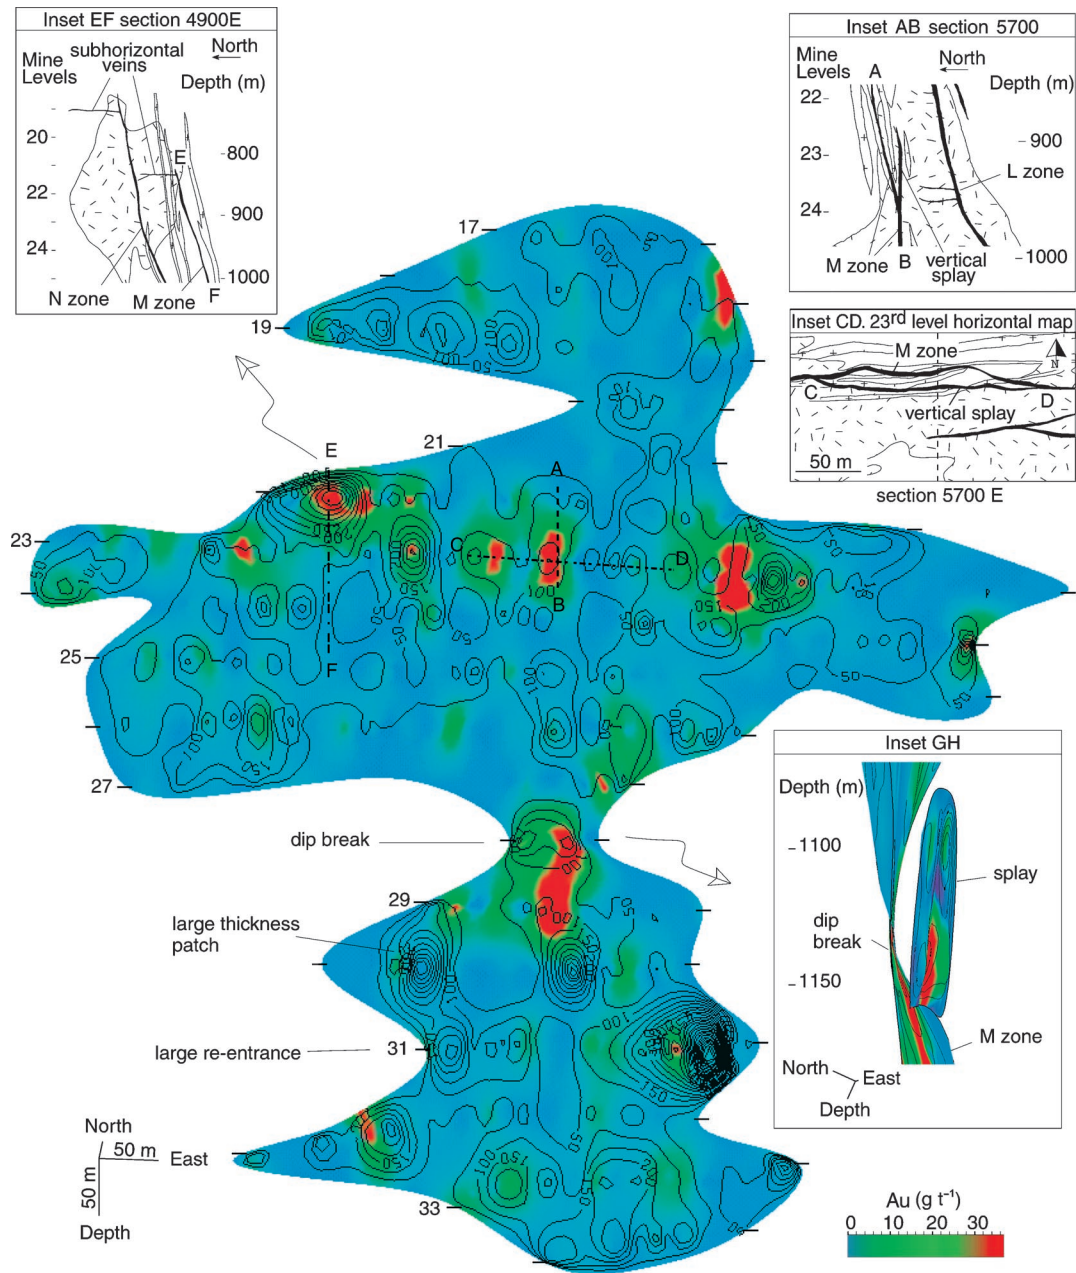 Inset EF section 4900E
subhorizontal
veins
North
Mine
Levels
Depth (m)
20
22
24
E
-800
-900
-1000
N zone
M zone
F
Inset AB section 5700
Mine
Levels
A
North
Depth (m)
22
23
24
-900
L zone
-1000
M zone
B
vertical
splay
Inset CD. 23rd level horizontal map
M zone
N
C
D
vertical splay
50 m
section 5700 E
17
19
21
23
25
27
29
31
33
E
F
A
B
C
D
dip break
large thickness
patch
large re-entrance
Inset GH
Depth (m)
-1100
splay
dip
break
-1150
M zone
North
East
Depth
North
50 m
East
50 m
Depth
Au (g t⁻¹)
0 10 20 30
50
100
150
200